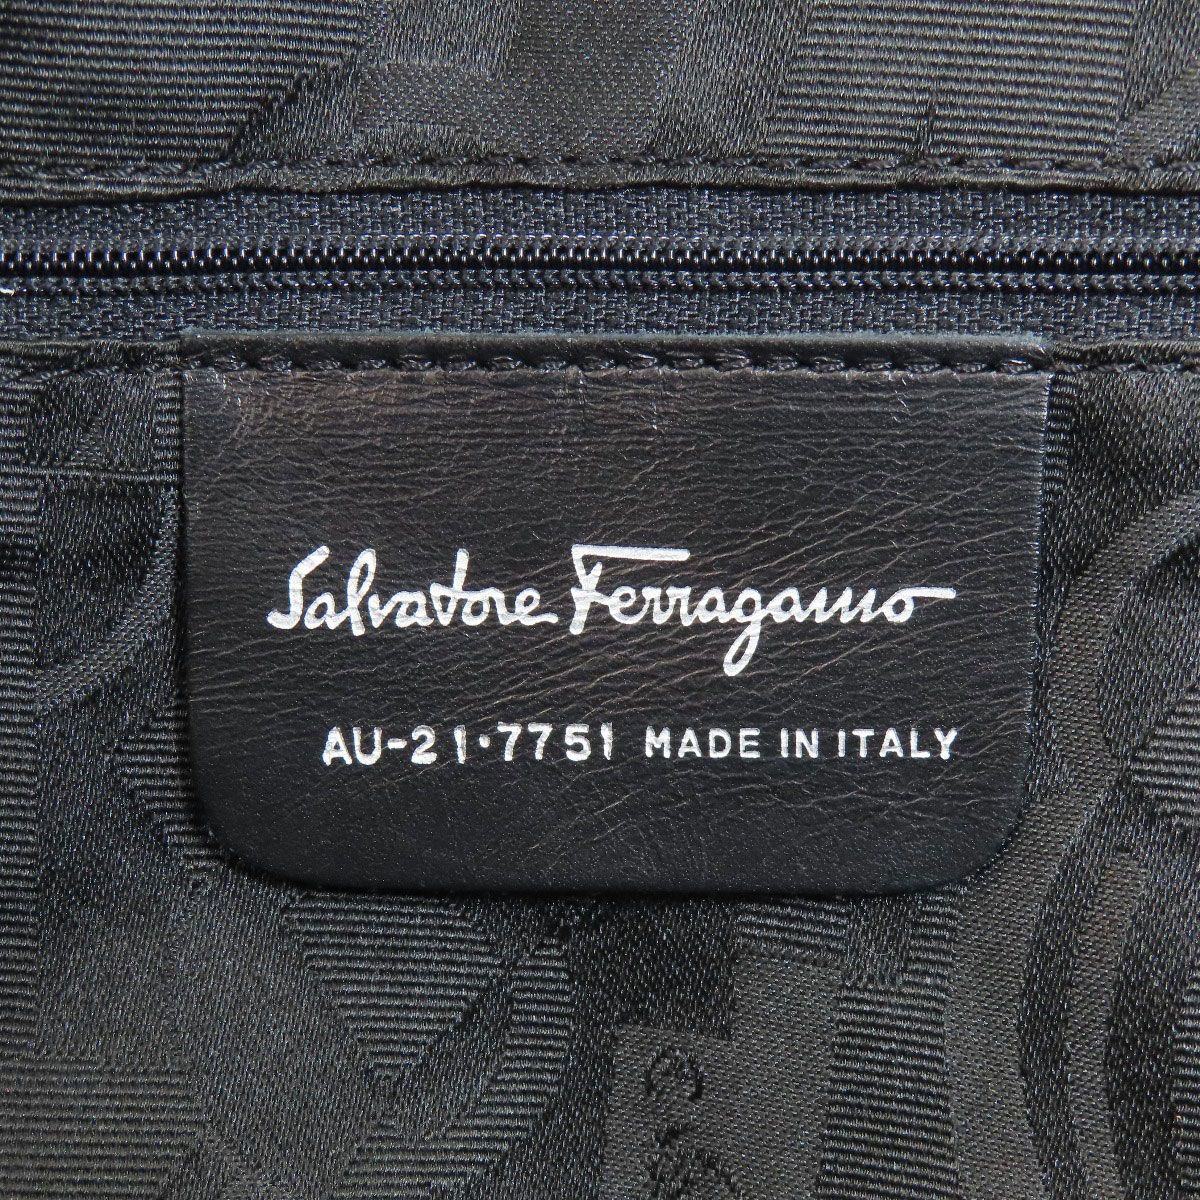 Salvatore Ferragamo
AU-21·7751 MADE IN ITALY